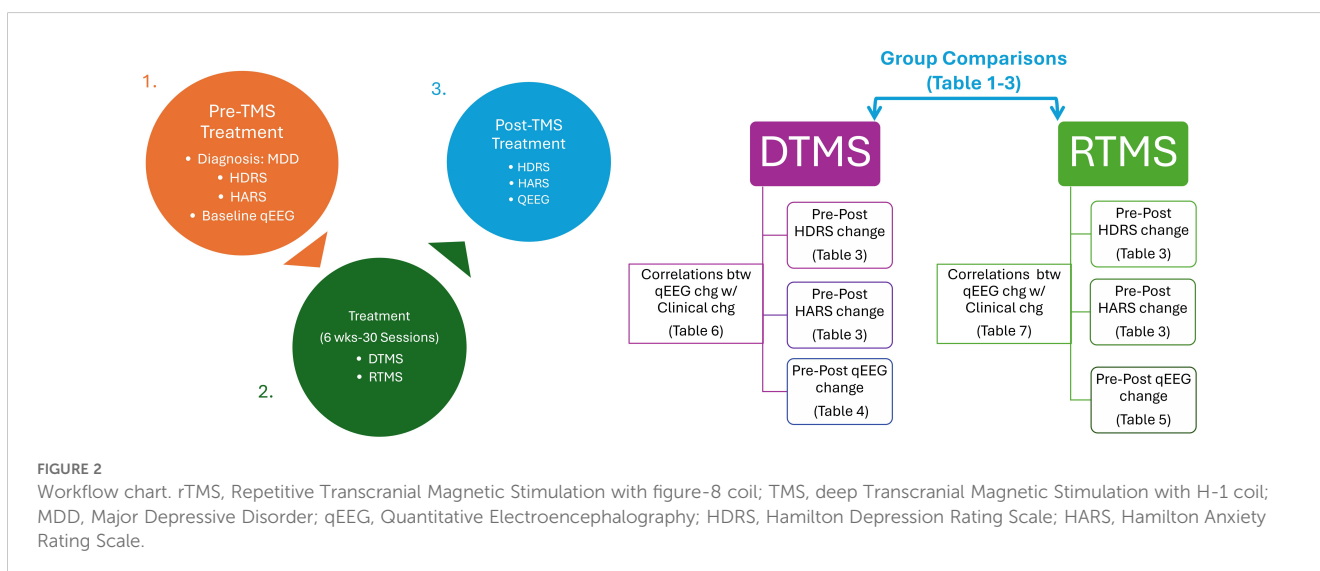 1.
Pre-TMS
Treatment
• Diagnosis: MDD
• HDRS
• HARS
• Baseline qEEG
2.
Treatment
(6 wks-30 Sessions)
• DTMS
• RTMS
3.
Post-TMS
Treatment
• HDRS
• HARS
• QEEG
Group Comparisons
(Table 1-3)
DTMS
Pre-Post
HDRS change
(Table 3)
Correlations btw
qEEG chg w/
Clinical chg
(Table 6)
Pre-Post
HARS change
(Table 3)
Pre-Post qEEG
change
(Table 4)
RTMS
Pre-Post
HDRS change
(Table 3)
Correlations btw
qEEG chg w/
Clinical chg
(Table 7)
Pre-Post
HARS change
(Table 3)
Pre-Post qEEG
change
(Table 5)
FIGURE 2
Workflow chart. rTMS, Repetitive Transcranial Magnetic Stimulation with figure-8 coil; TMS, deep Transcranial Magnetic Stimulation with H-1 coil;
MDD, Major Depressive Disorder; qEEG, Quantitative Electroencephalography; HDRS, Hamilton Depression Rating Scale; HARS, Hamilton Anxiety
Rating Scale.